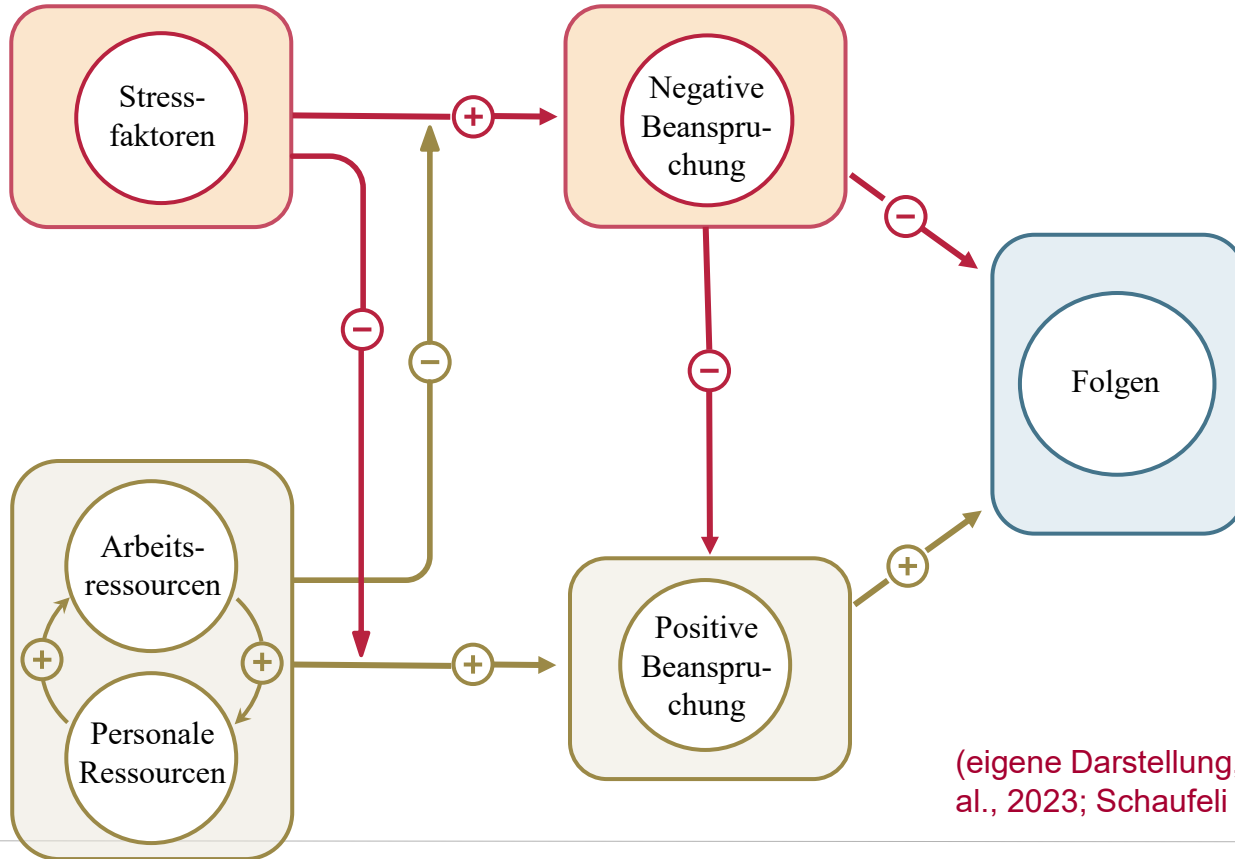 Stress-
faktoren
Negative
Beanspru-
chung
+
−
−
−
−
Folgen
Arbeits-
ressourcen
+
+
Personale
Ressourcen
+
Positive
Beanspru-
chung
+
(eigene Darstellung,
al., 2023; Schaufeli